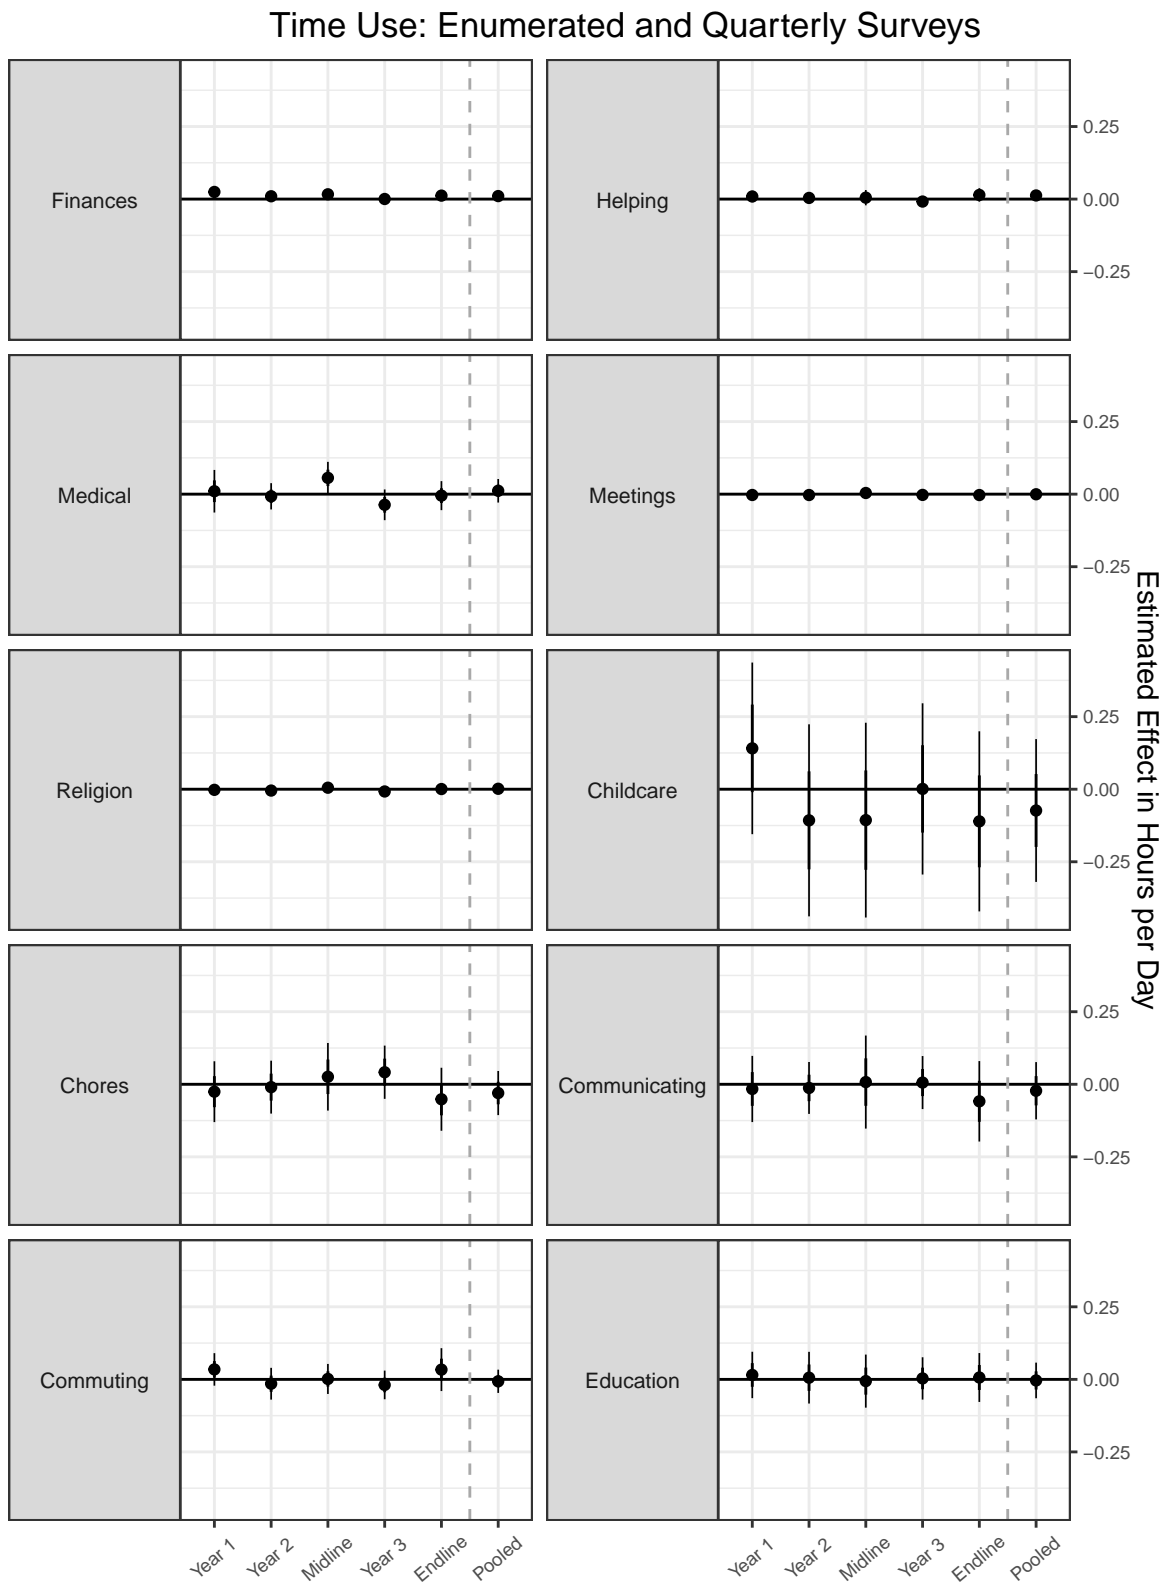 Time Use: Enumerated and Quarterly Surveys
Finances
Helping
0.25
0.00
−0.25
Medical
Meetings
0.25
0.00
−0.25
Religion
Childcare
0.25
0.00
−0.25
Chores
Communicating
0.25
0.00
−0.25
Commuting
Education
0.25
0.00
−0.25
Year 1 Year 2 Midline Year 3 Endline Pooled
Year 1 Year 2 Midline Year 3 Endline Pooled
Estimated Effect in Hours per Day